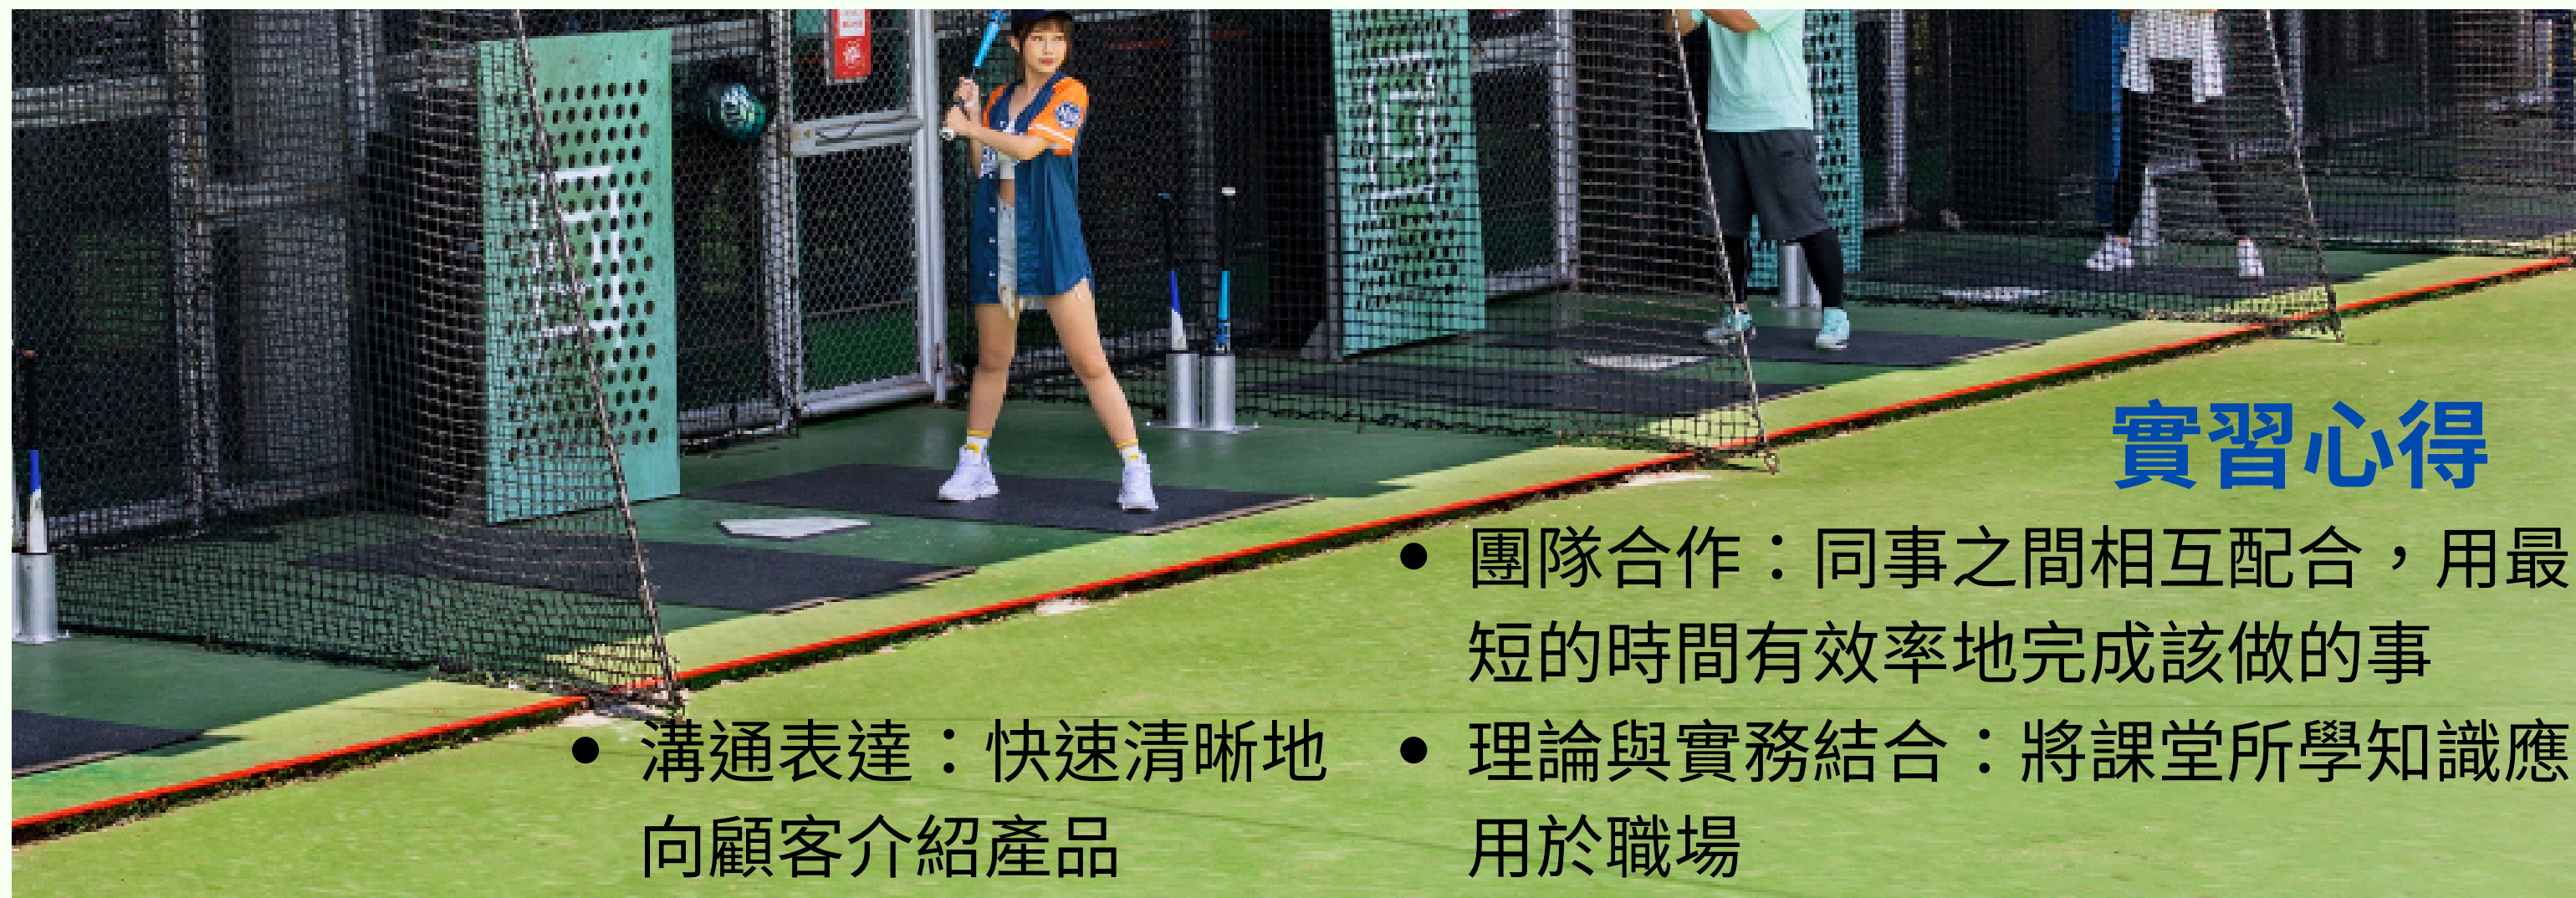 實習心得
• 團隊合作：同事之間相互配合，用最
短的時間有效率地完成該做的事
• 溝通表達：快速清晰地
向顧客介紹產品
• 理論與實務結合：將課堂所學知識應
用於職場